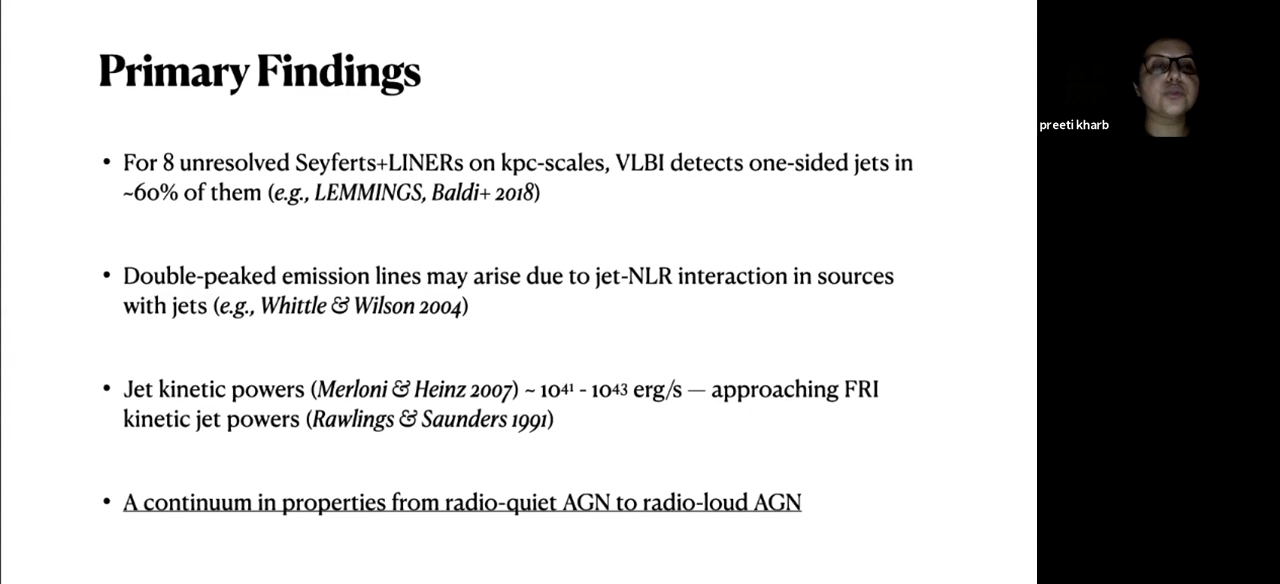 Primary Findings
• For 8 unresolved Seyferts+LINERs on kpc-scales, VLBI detects one-sided jets in
~60% of them (e.g., LEMMINGS, Baldi+ 2018)
• Double-peaked emission lines may arise due to jet-NLR interaction in sources
with jets (e.g., Whittle & Wilson 2004)
• Jet kinetic powers (Merloni & Heinz 2007) ~ 10⁴¹ - 10⁴³ erg/s — approaching FRI
kinetic jet powers (Rawlings & Saunders 1991)
• A continuum in properties from radio-quiet AGN to radio-loud AGN
preeti kharb